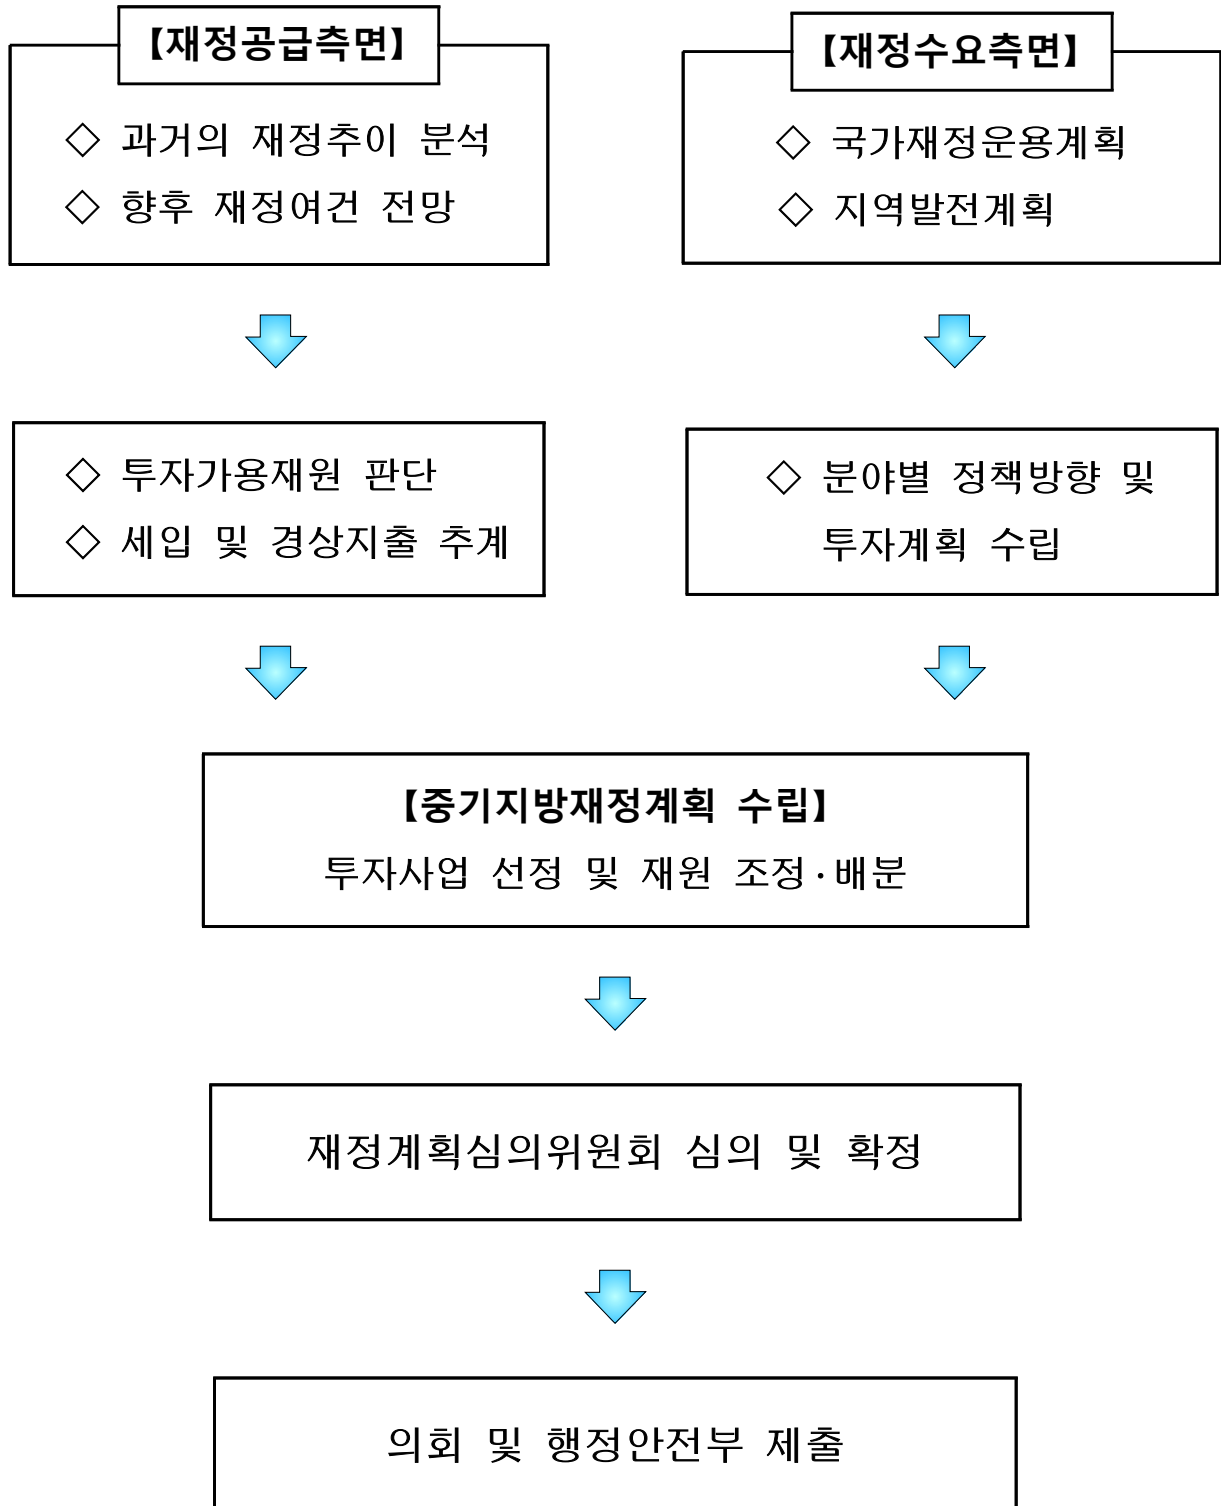 【재정공급측면】
◇ 과거의 재정추이 분석
◇ 향후 재정여건 전망
【재정수요측면】
◇ 국가재정운용계획
◇ 지역발전계획
◇ 투자가용재원 판단
◇ 세입 및 경상지출 추계
◇ 분야별 정책방향 및
투자계획 수립
【중기지방재정계획 수립】
투자사업 선정 및 재원 조정·배분
재정계획심의위원회 심의 및 확정
의회 및 행정안전부 제출